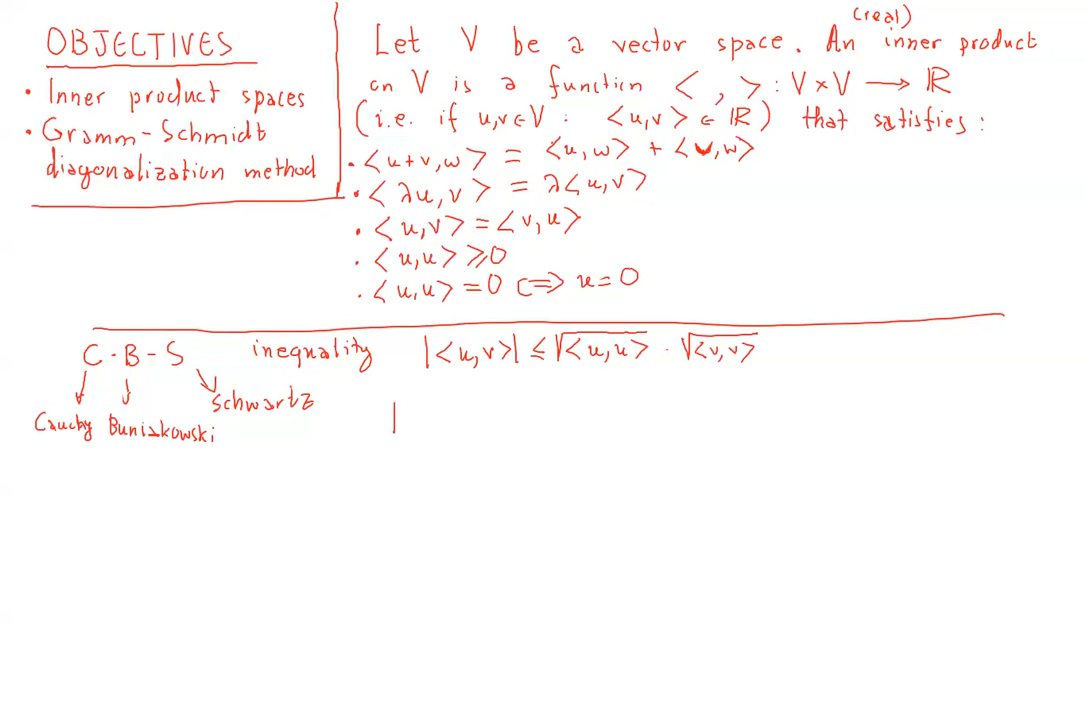 OBJECTIVES
• Inner product spaces
• Gramm-Schmidt
diagonalization method
(real)
Let V be a vector space. An inner product
on V is a function < , > : V × V → ℝ
(i.e. if u,v ∈ V : <u,v> ∈ ℝ) that satisfies :
• <u+v,w> = <u,w> + <v,w>
• <λu,v> = λ<u,v>
• <u,v> = <v,u>
• <u,u> ≥ 0
• <u,u> = 0 <=> u = 0
C-B-S inequality |<u,v>| ≤ √<u,u> · √<v,v>
Schwartz
Cauchy Buniakowski